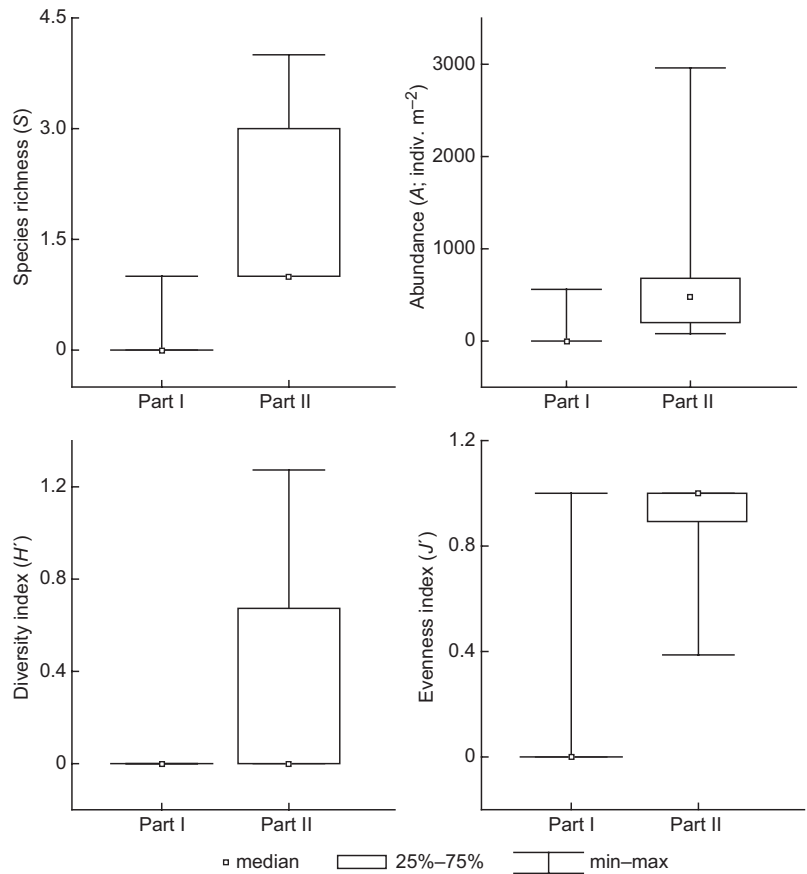 4.5
3.0
1.5
0
Species richness (S)
Part I
Part II
3000
2000
1000
0
Abundance (A; indiv. m⁻²)
Part I
Part II
1.2
0.8
0.4
0
Diversity index (H´)
Part I
Part II
1.2
0.8
0.4
0
Evenness index (J´)
Part I
Part II
median
25%–75%
min–max